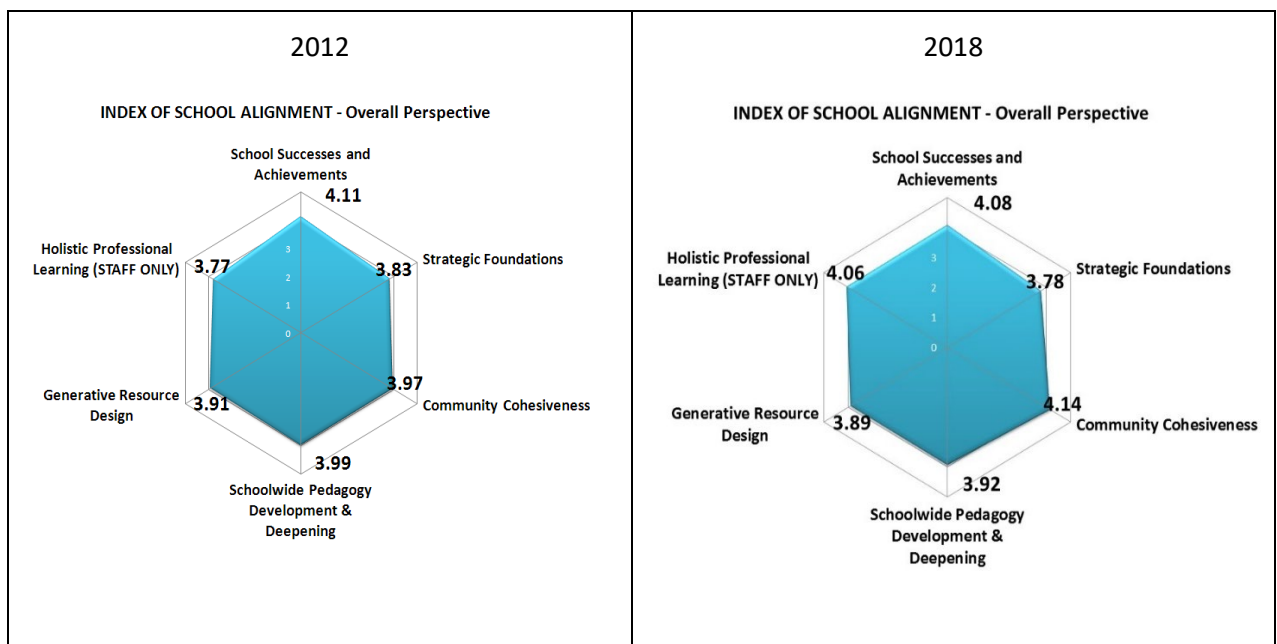 2012
INDEX OF SCHOOL ALIGNMENT - Overall Perspective
School Successes and
Achievements
4.11
Holistic Professional
Learning (STAFF ONLY)
3.77
3.83
Strategic Foundations
3
2
1
0
Generative Resource
Design
3.91
3.97
Community Cohesiveness
3.99
Schoolwide Pedagogy
Development &
Deepening
2018
INDEX OF SCHOOL ALIGNMENT - Overall Perspective
School Successes and
Achievements
4.08
Holistic Professional
Learning (STAFF ONLY)
4.06
3.78
Strategic Foundations
3
2
1
0
Generative Resource
Design
3.89
4.14
Community Cohesiveness
3.92
Schoolwide Pedagogy
Development &
Deepening